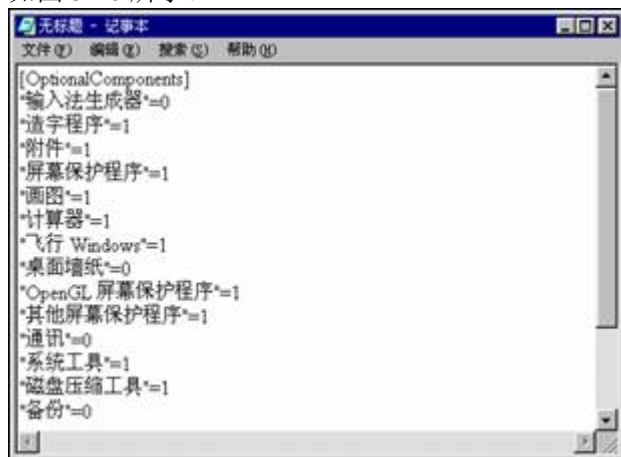 无标题 - 记事本
文件(F) 编辑(E) 搜索(S) 帮助(H)
[OptionalComponents]
"输入法生成器"=0
"造字程序"=1
"附件"=1
"屏幕保护程序"=1
"画图"=1
"计算器"=1
"飞行 Windows"=1
"桌面墙纸"=0
"OpenGL 屏幕保护程序"=1
"其他屏幕保护程序"=1
"通讯"=0
"系统工具"=1
"磁盘压缩工具"=1
"备份"=0